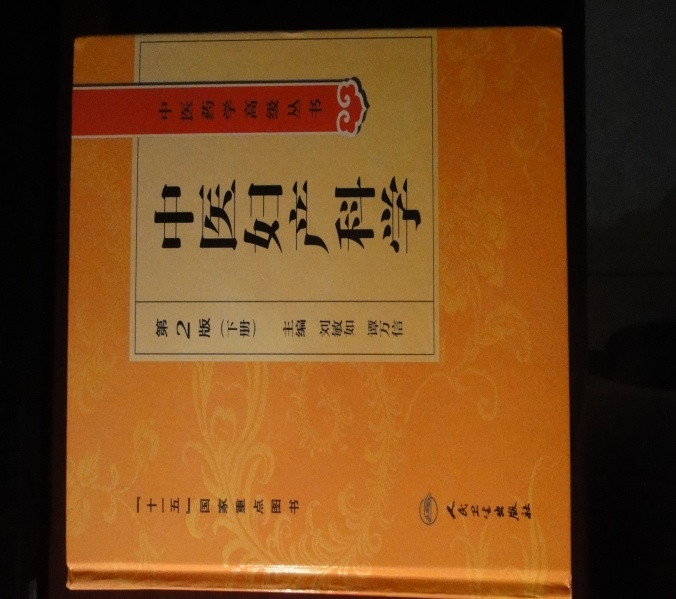 中医药学高级丛书
中医妇产科学
第2版(下册)
主编 刘敏如 谭万信
「十一五」国家重点图书
人民卫生出版社